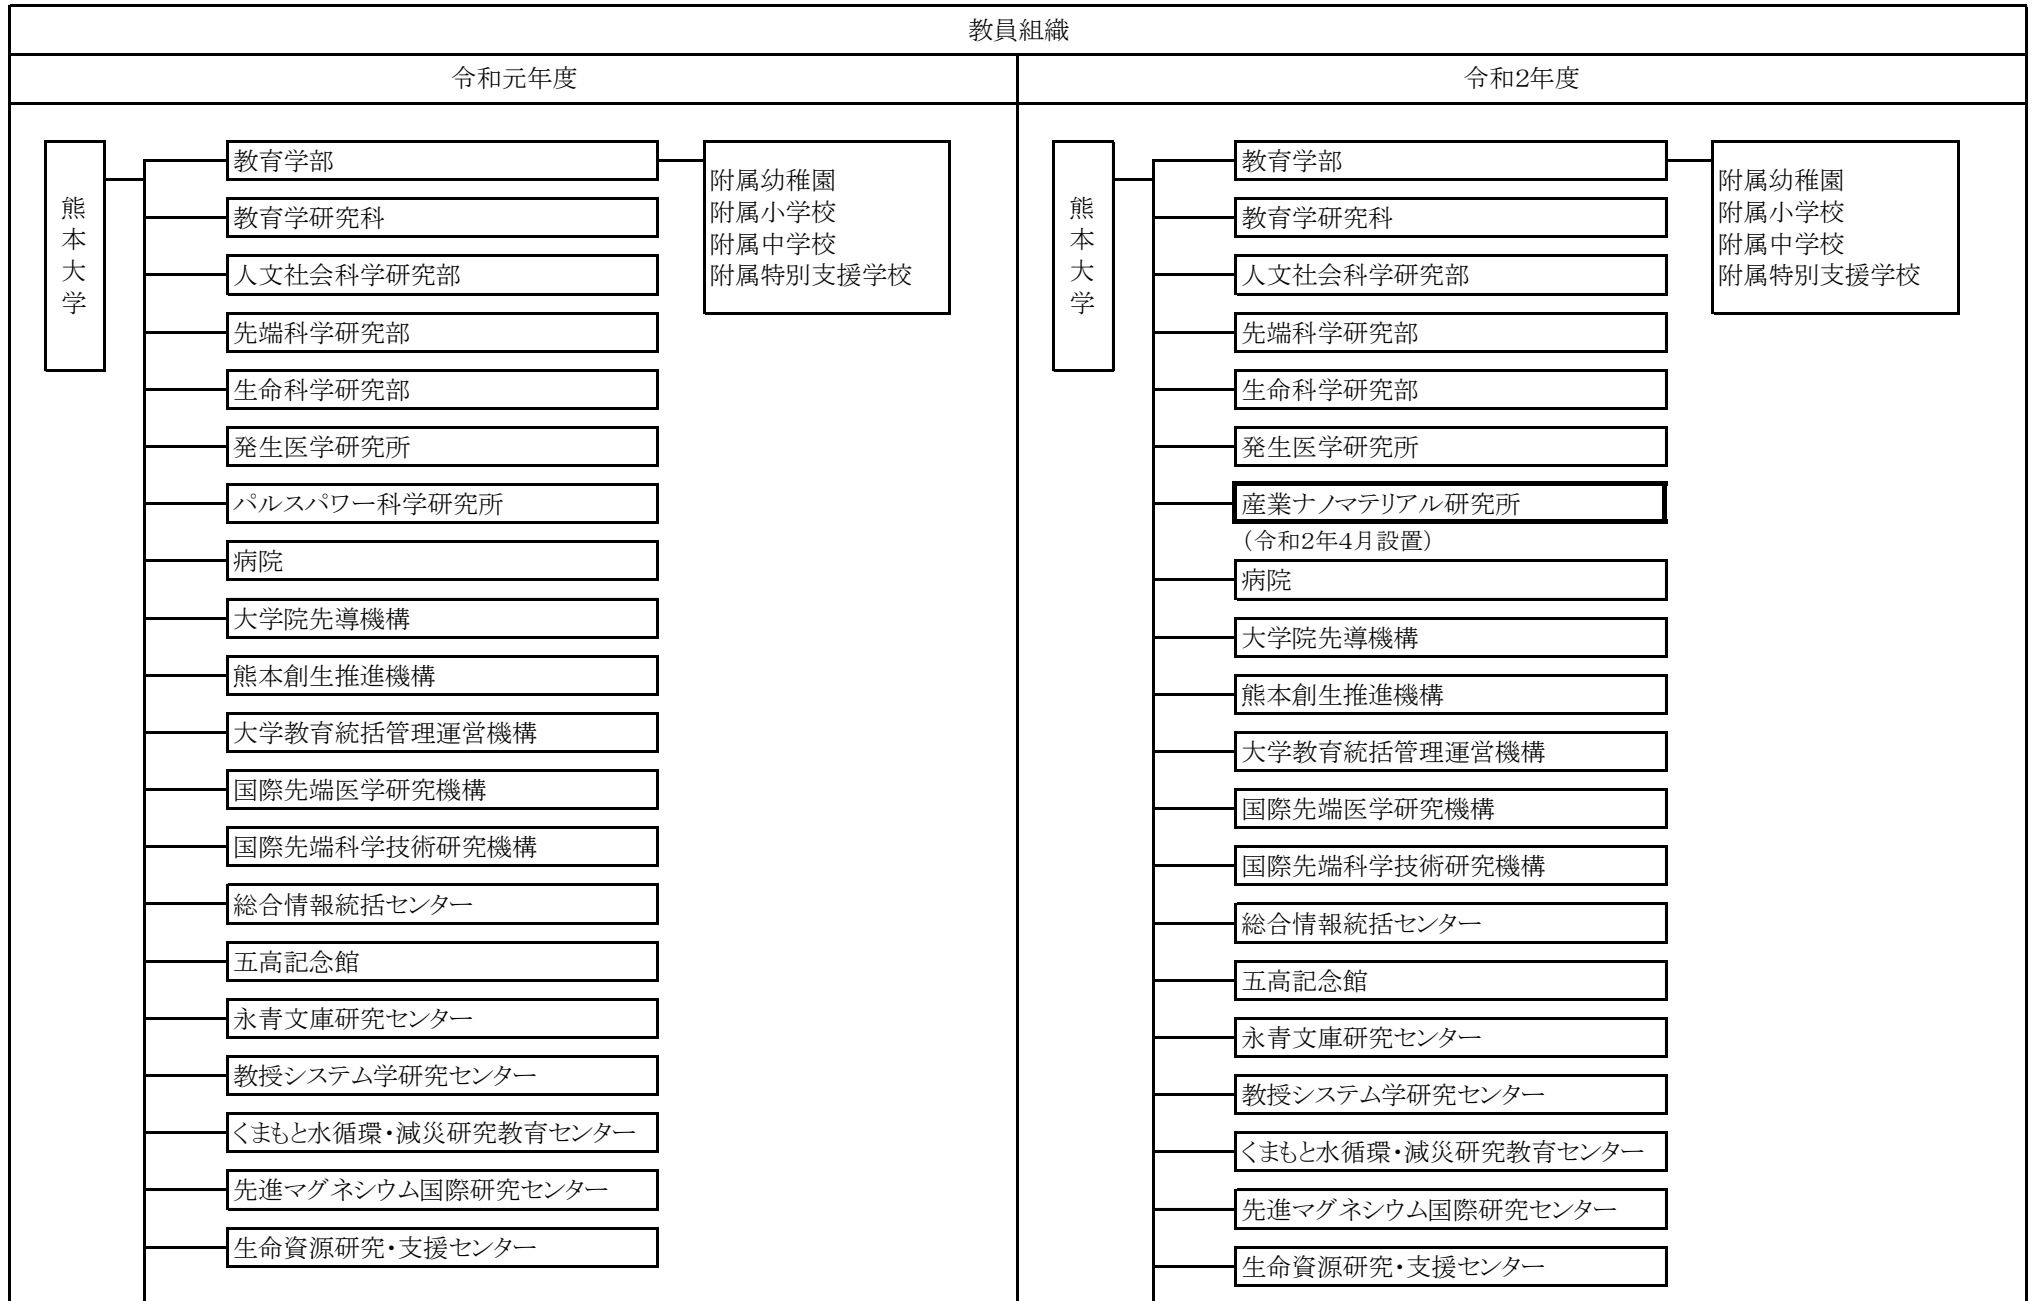 教員組織
令和元年度
熊本大学
教育学部
附属幼稚園
附属小学校
附属中学校
附属特別支援学校
教育学研究科
人文社会科学研究部
先端科学研究部
生命科学研究部
発生医学研究所
パルスパワー科学研究所
病院
大学院先導機構
熊本創生推進機構
大学教育統括管理運営機構
国際先端医学研究機構
国際先端科学技術研究機構
総合情報統括センター
五高記念館
永青文庫研究センター
教授システム学研究センター
くまもと水循環・減災研究教育センター
先進マグネシウム国際研究センター
生命資源研究・支援センター
令和2年度
熊本大学
教育学部
附属幼稚園
附属小学校
附属中学校
附属特別支援学校
教育学研究科
人文社会科学研究部
先端科学研究部
生命科学研究部
発生医学研究所
産業ナノマテリアル研究所
（令和2年4月設置）
病院
大学院先導機構
熊本創生推進機構
大学教育統括管理運営機構
国際先端医学研究機構
国際先端科学技術研究機構
総合情報統括センター
五高記念館
永青文庫研究センター
教授システム学研究センター
くまもと水循環・減災研究教育センター
先進マグネシウム国際研究センター
生命資源研究・支援センター